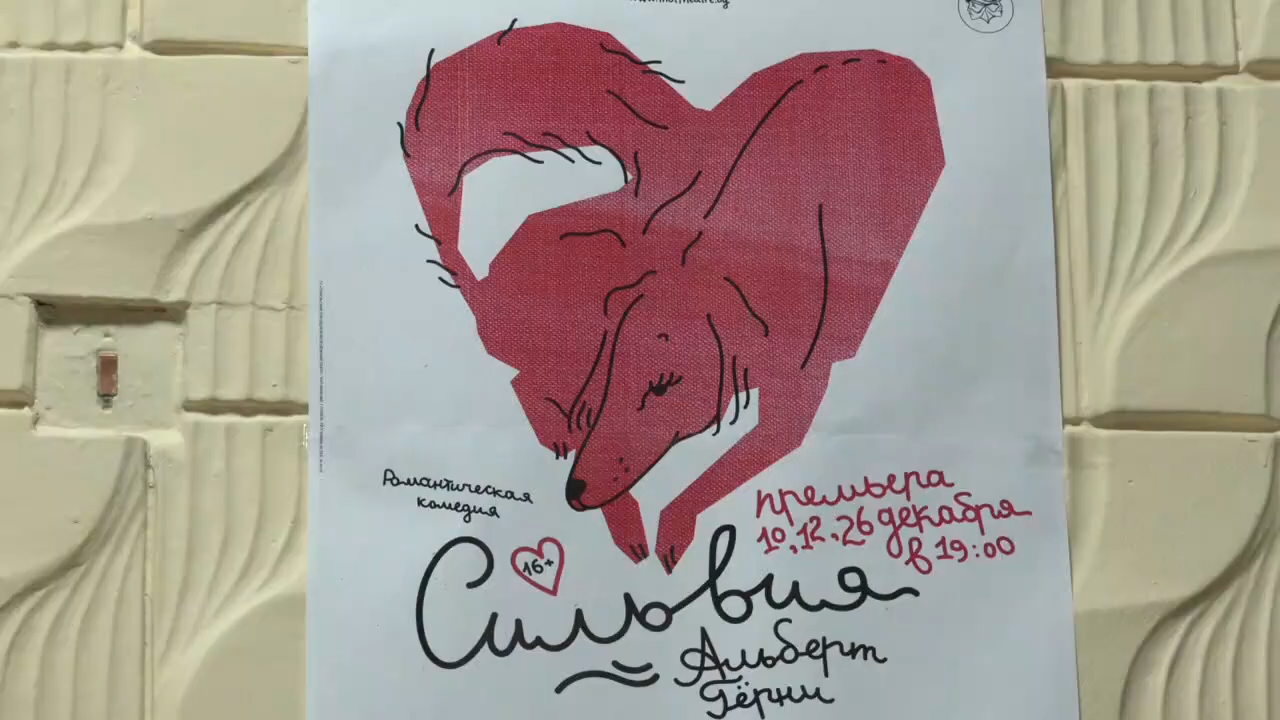 Романтическая
комедия
премьера
10, 12, 26 декабря
в 19:00
16+
Сильвия
Альберт
Гёрни